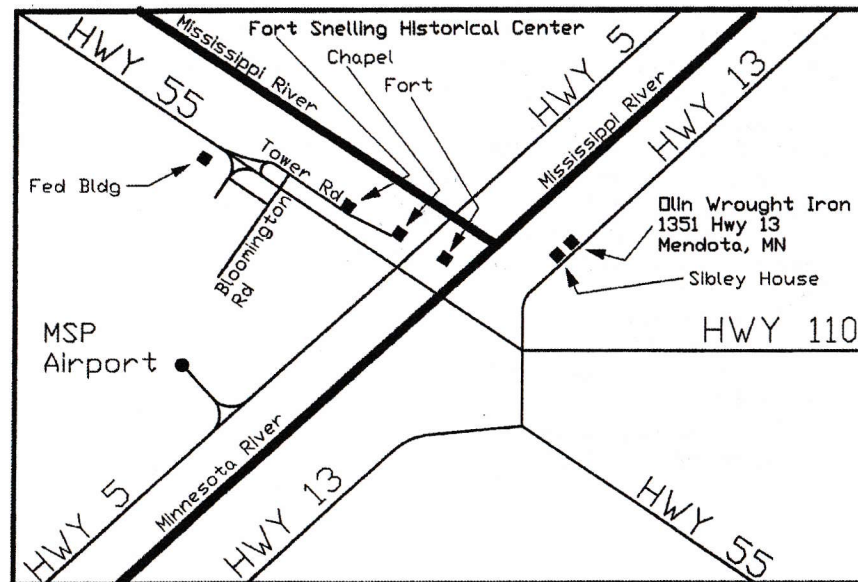 Fort Snelling Historical Center
Chapel
Fort
HWY 55
Mississippi River
HWY 5
Mississippi River
HWY 13
Fed Bldg
Tower Rd
Bloomington
Rd
Olin Wrought Iron
1351 Hwy 13
Mendota, MN
Sibley House
MSP
Airport
HWY 110
Minnesota River
HWY 5
HWY 13
HWY 55